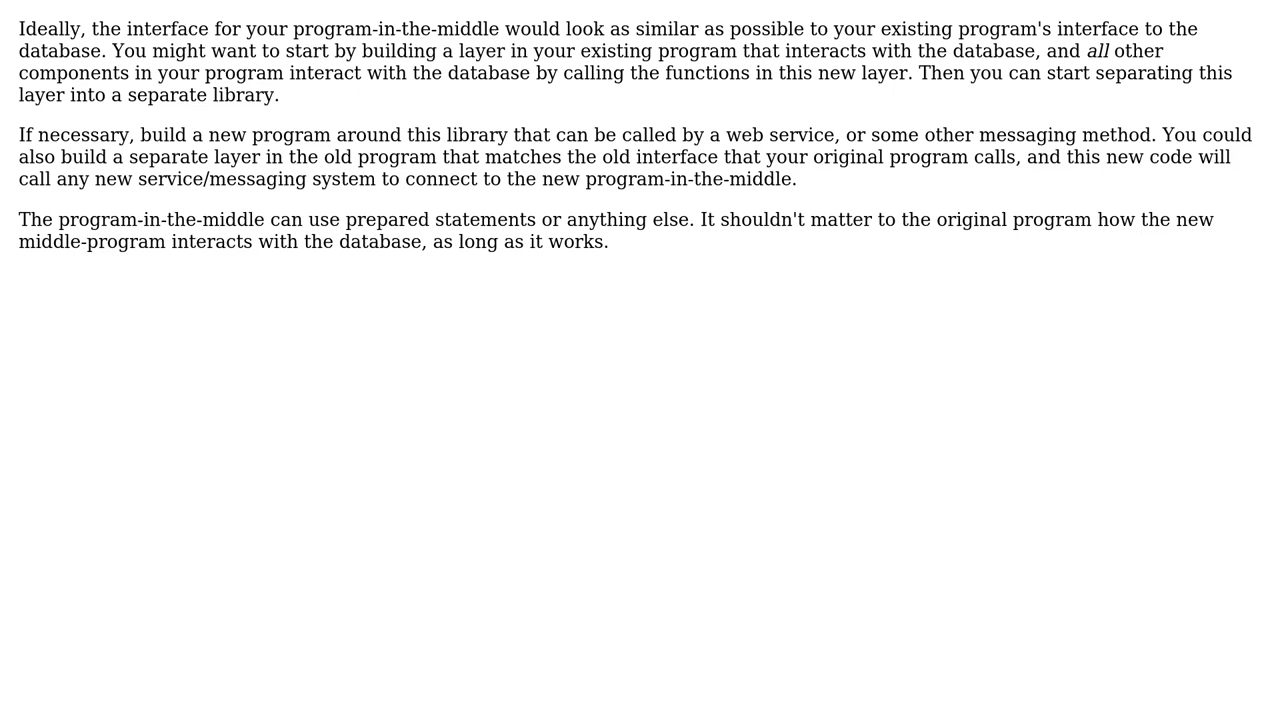 Ideally, the interface for your program-in-the-middle would look as similar as possible to your existing program's interface to the
database. You might want to start by building a layer in your existing program that interacts with the database, and all other
components in your program interact with the database by calling the functions in this new layer. Then you can start separating this
layer into a separate library.
If necessary, build a new program around this library that can be called by a web service, or some other messaging method. You could
also build a separate layer in the old program that matches the old interface that your original program calls, and this new code will
call any new service/messaging system to connect to the new program-in-the-middle.
The program-in-the-middle can use prepared statements or anything else. It shouldn't matter to the original program how the new
middle-program interacts with the database, as long as it works.